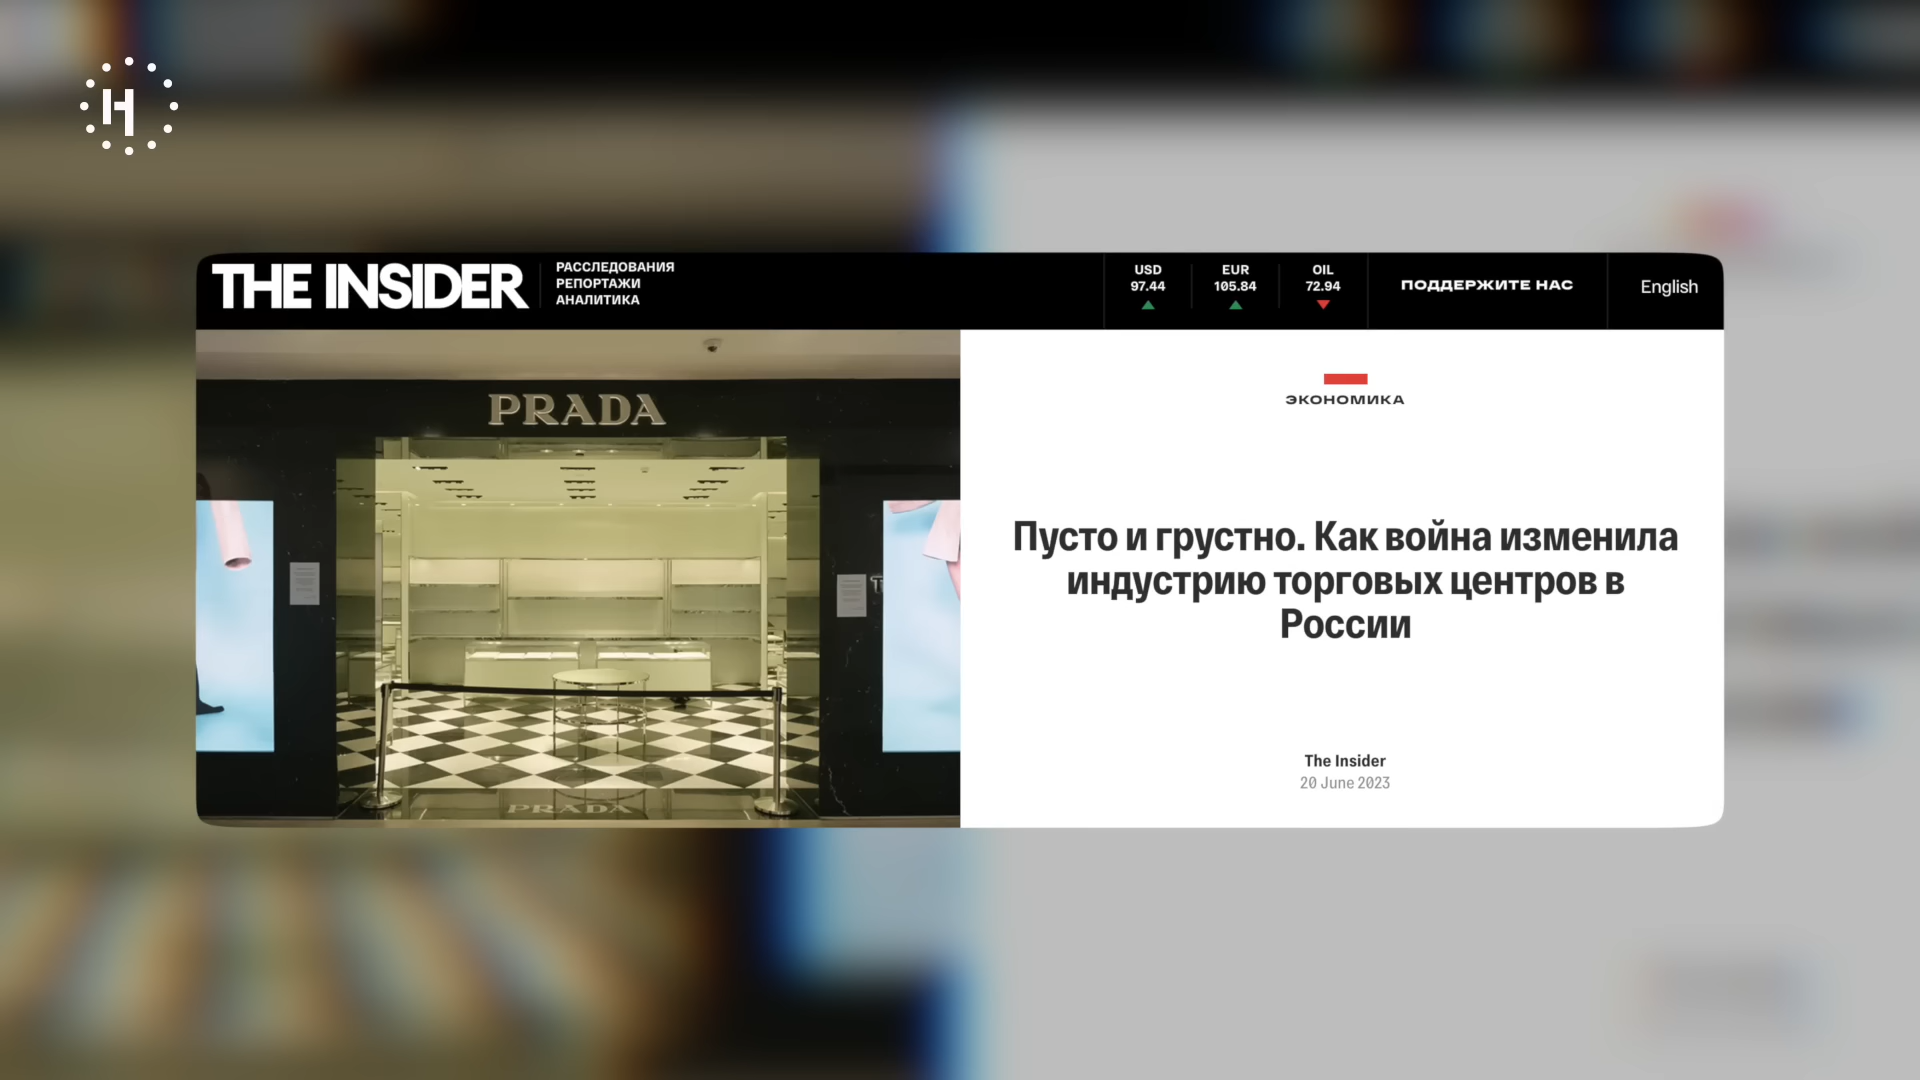 THE INSIDER
РАССЛЕДОВАНИЯ
РЕПОРТАЖИ
АНАЛИТИКА
USD
97.44
EUR
105.84
OIL
72.94
ПОДДЕРЖИТЕ НАС
English
PRADA
PRADA
ЭКОНОМИКА
Пусто и грустно. Как война изменила
индустрию торговых центров в
России
The Insider
20 June 2023